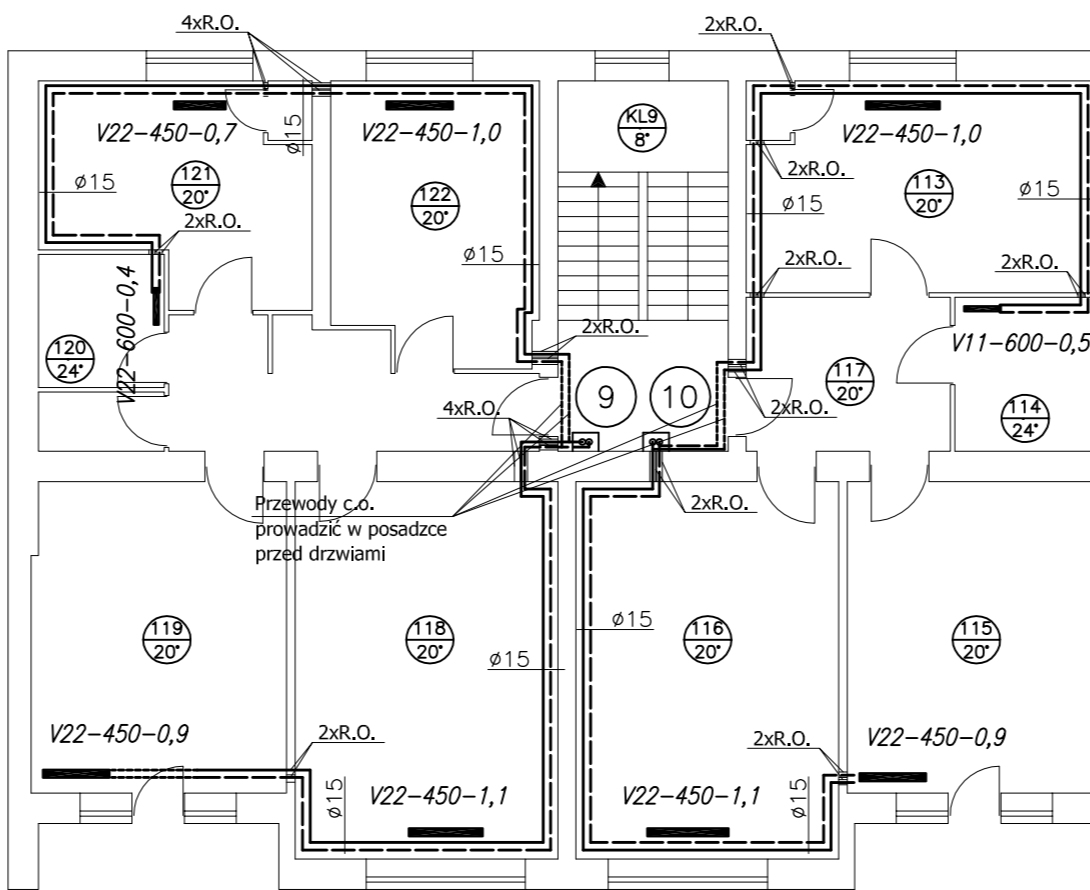 4xR.O.
2xR.O.
V22-450-0,7
ø15
V22-450-1,0
KL9
8°
V22-450-1,0
121
20°
ø15
2xR.O.
122
20°
ø15
2xR.O.
ø15
113
20°
2xR.O.
2xR.O.
V22-600-0,4
120
24°
2xR.O.
V11-600-0,5
9
10
117
20°
2xR.O.
114
24°
4xR.O.
Przewody c.o.
prowadzić w posadzce
przed drzwiami
2xR.O.
119
20°
118
20°
ø15
ø15
116
20°
115
20°
V22-450-0,9
2xR.O.
2xR.O.
V22-450-0,9
ø15
V22-450-1,1
V22-450-1,1
ø15